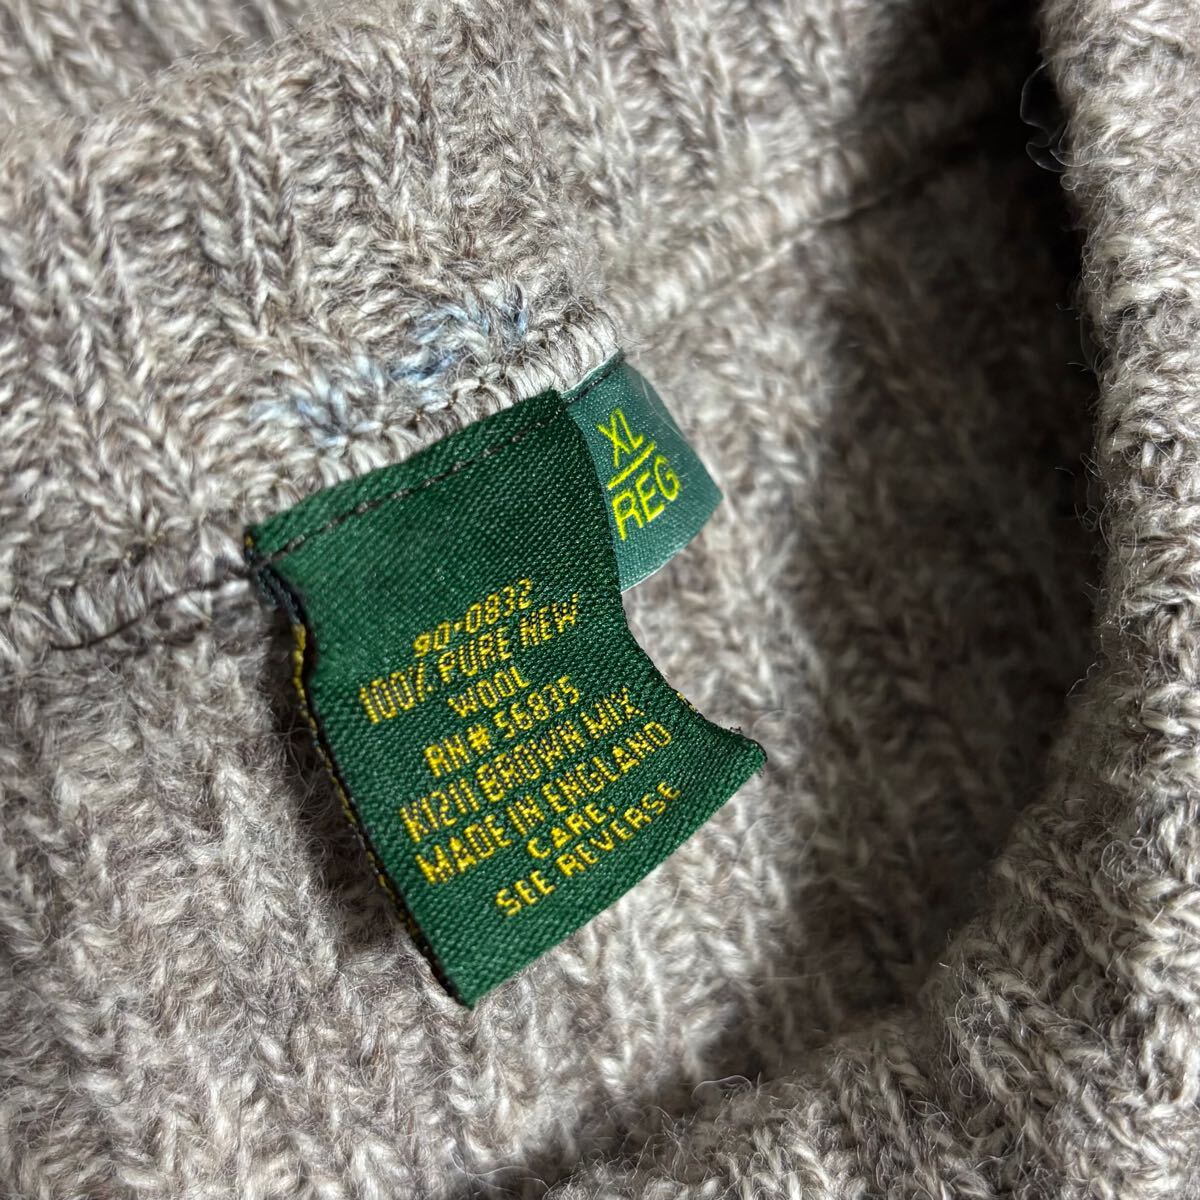 XL
REG
90-0832
100% PURE NEW
WOOL
RN# 56835
K1211 BROWN MIX
MADE IN ENGLAND
CARE.
SEE REVERSE